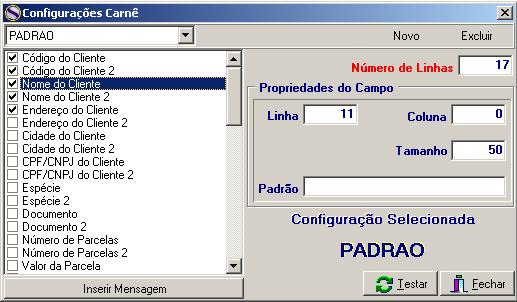 Configurações Carnê
PADRAO
Novo
Excluir
Código do Cliente
Código do Cliente 2
Nome do Cliente
Nome do Cliente 2
Endereço do Cliente
Endereço do Cliente 2
Cidade do Cliente
Cidade do Cliente 2
CPF/CNPJ do Cliente
CPF/CNPJ do Cliente 2
Espécie
Espécie 2
Documento
Documento 2
Número de Parcelas
Número de Parcelas 2
Valor da Parcela
Inserir Mensagem
Número de Linhas 17
Propriedades do Campo
Linha 11
Coluna 0
Tamanho 50
Padrão
Configuração Selecionada
PADRAO
Testar
Fechar